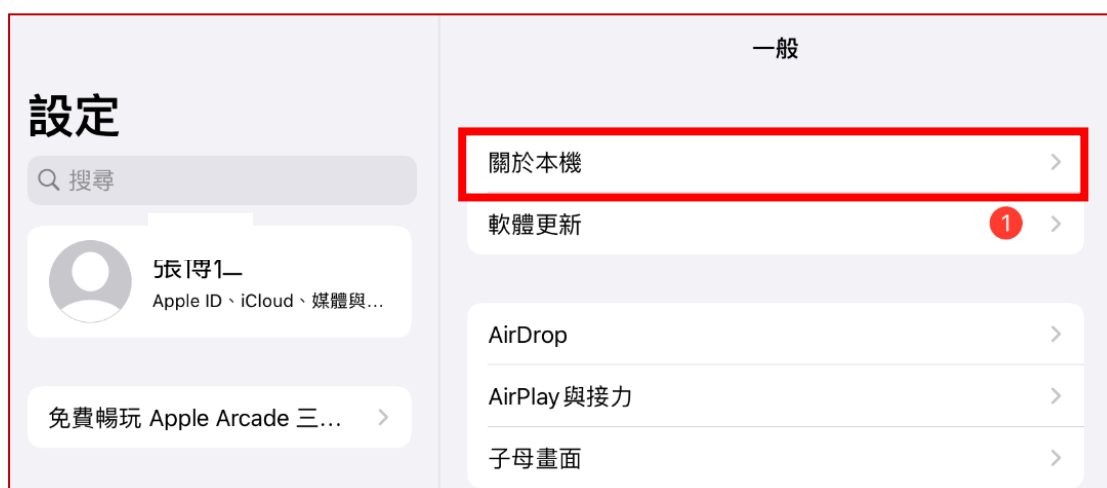 設定
搜尋
Apple ID、iCloud、媒體與...
免費暢玩 Apple Arcade 三...
一般
關於本機
軟體更新
1
AirDrop
AirPlay與接力
子母畫面